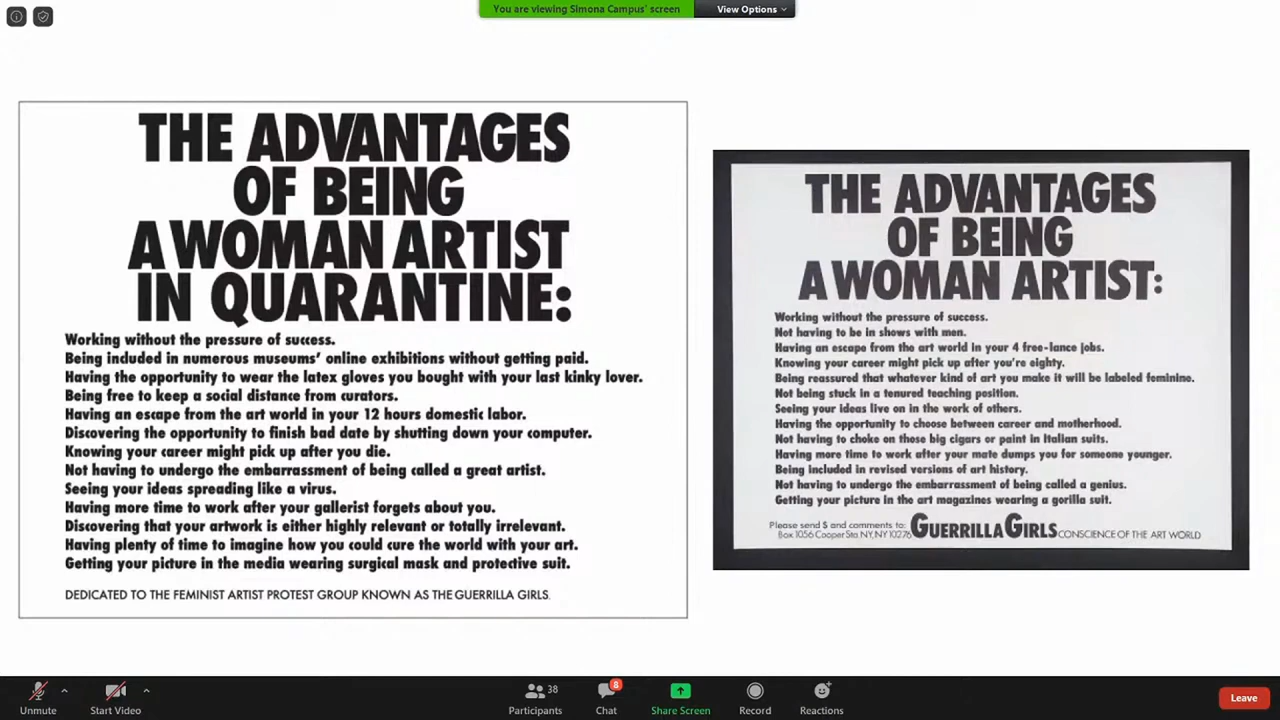 You are viewing Simona Campus' screen
View Options
THE ADVANTAGES
OF BEING
A WOMAN ARTIST
IN QUARANTINE:
Working without the pressure of success.
Being included in numerous museums' online exhibitions without getting paid.
Having the opportunity to wear the latex gloves you bought with your last kinky lover.
Being free to keep a social distance from curators.
Having an escape from the art world in your 12 hours domestic labor.
Discovering the opportunity to finish bad date by shutting down your computer.
Knowing your career might pick up after you die.
Not having to undergo the embarrassment of being called a great artist.
Seeing your ideas spreading like a virus.
Having more time to work after your gallerist forgets about you.
Discovering that your artwork is either highly relevant or totally irrelevant.
Having plenty of time to imagine how you could cure the world with your art.
Getting your picture in the media wearing surgical mask and protective suit.
DEDICATED TO THE FEMINIST ARTIST PROTEST GROUP KNOWN AS THE GUERRILLA GIRLS.
THE ADVANTAGES
OF BEING
A WOMAN ARTIST:
Working without the pressure of success.
Not having to be in shows with men.
Having an escape from the art world in your 4 free-lance jobs.
Knowing your career might pick up after you're eighty.
Being reassured that whatever kind of art you make it will be labeled feminine.
Not being stuck in a tenured teaching position.
Seeing your ideas live on in the work of others.
Having the opportunity to choose between career and motherhood.
Not having to choke on those big cigars or paint in Italian suits.
Having more time to work after your mate dumps you for someone younger.
Being included in revised versions of art history.
Not having to undergo the embarrassment of being called a genius.
Getting your picture in the art magazines wearing a gorilla suit.
Please send $ and comments to:
Box 1056 Cooper Sta NY, NY 10276
GUERRILLA GIRLS CONSCIENCE OF THE ART WORLD
Unmute
Start Video
38
Participants
8
Chat
Share Screen
Record
Reactions
Leave